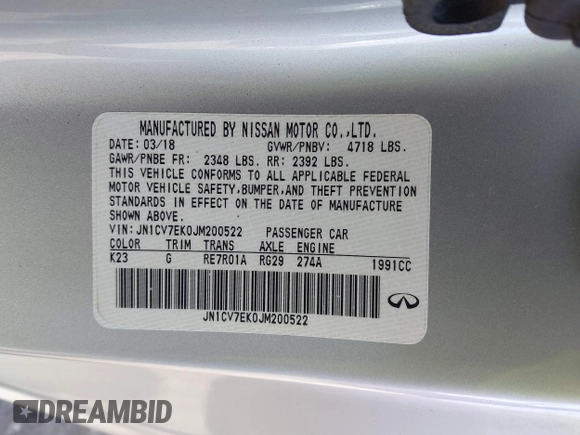 MANUFACTURED BY NISSAN MOTOR CO.,LTD.
DATE: 03/18 GVWR/PNBV: 4718 LBS.
GAWR/PNBE FR: 2348 LBS. RR: 2392 LBS.
THIS VEHICLE CONFORMS TO ALL APPLICABLE FEDERAL
MOTOR VEHICLE SAFETY,BUMPER,AND THEFT PREVENTION
STANDARDS IN EFFECT ON THE DATE OF MANUFACTURE
SHOWN ABOVE.
VIN: JN1CV7EK0JM200522 PASSENGER CAR
COLOR TRIM TRANS AXLE ENGINE
K23 G RE7R01A RG29 274A 1991CC
JN1CV7EK0JM200522
DREAMBID